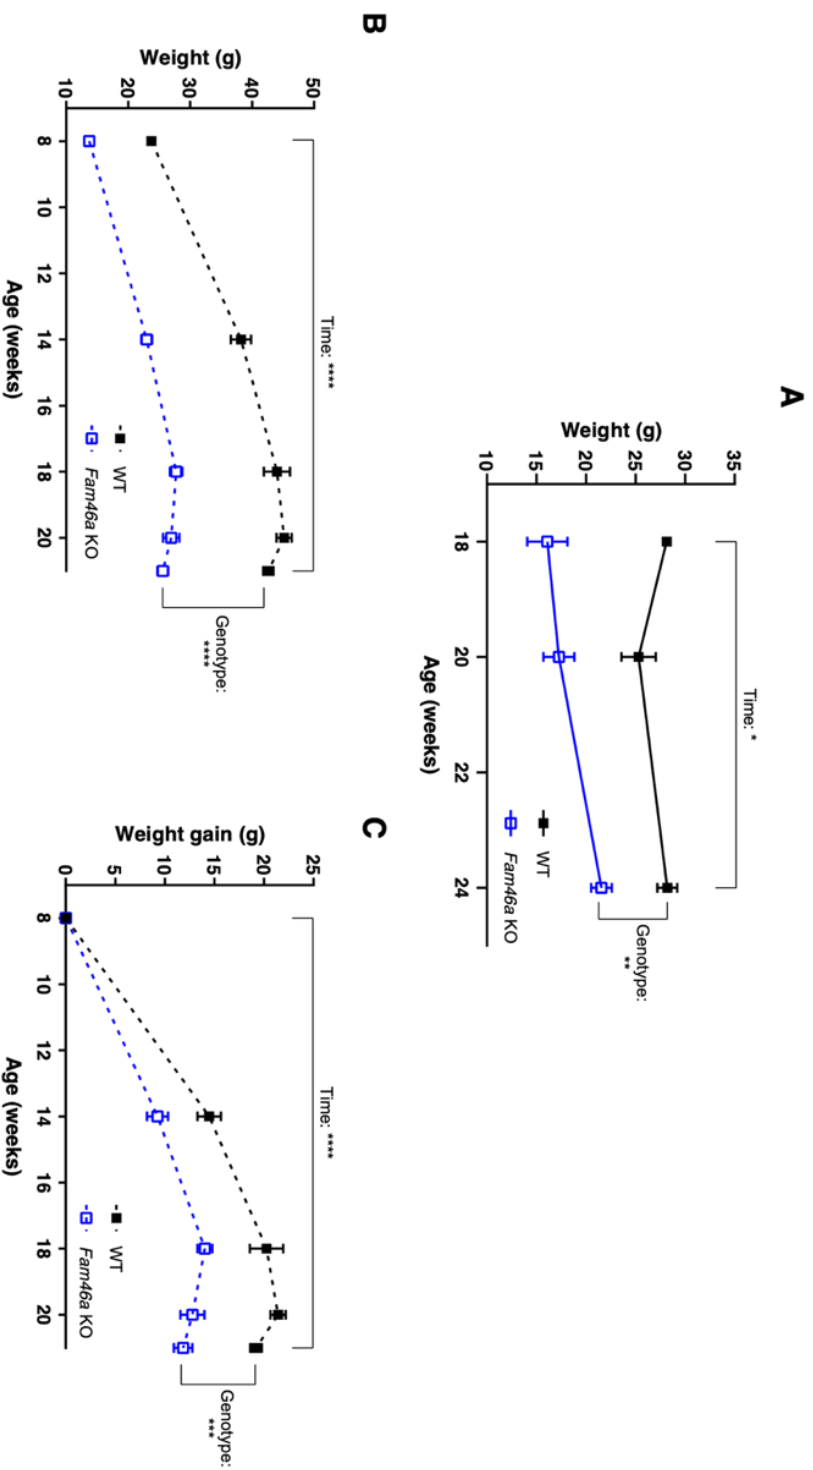 A
Weight (g)
35
30
25
20
15
10
18
20
22
24
Age (weeks)
Time: *
WT
Fam46a KO
Genotype:
**
B
Weight (g)
50
40
30
20
10
8
10
12
14
16
18
20
Age (weeks)
Time: ****
WT
Fam46a KO
Genotype:
****
C
Weight gain (g)
25
20
15
10
5
0
8
10
12
14
16
18
20
Age (weeks)
Time: ****
WT
Fam46a KO
Genotype:
***